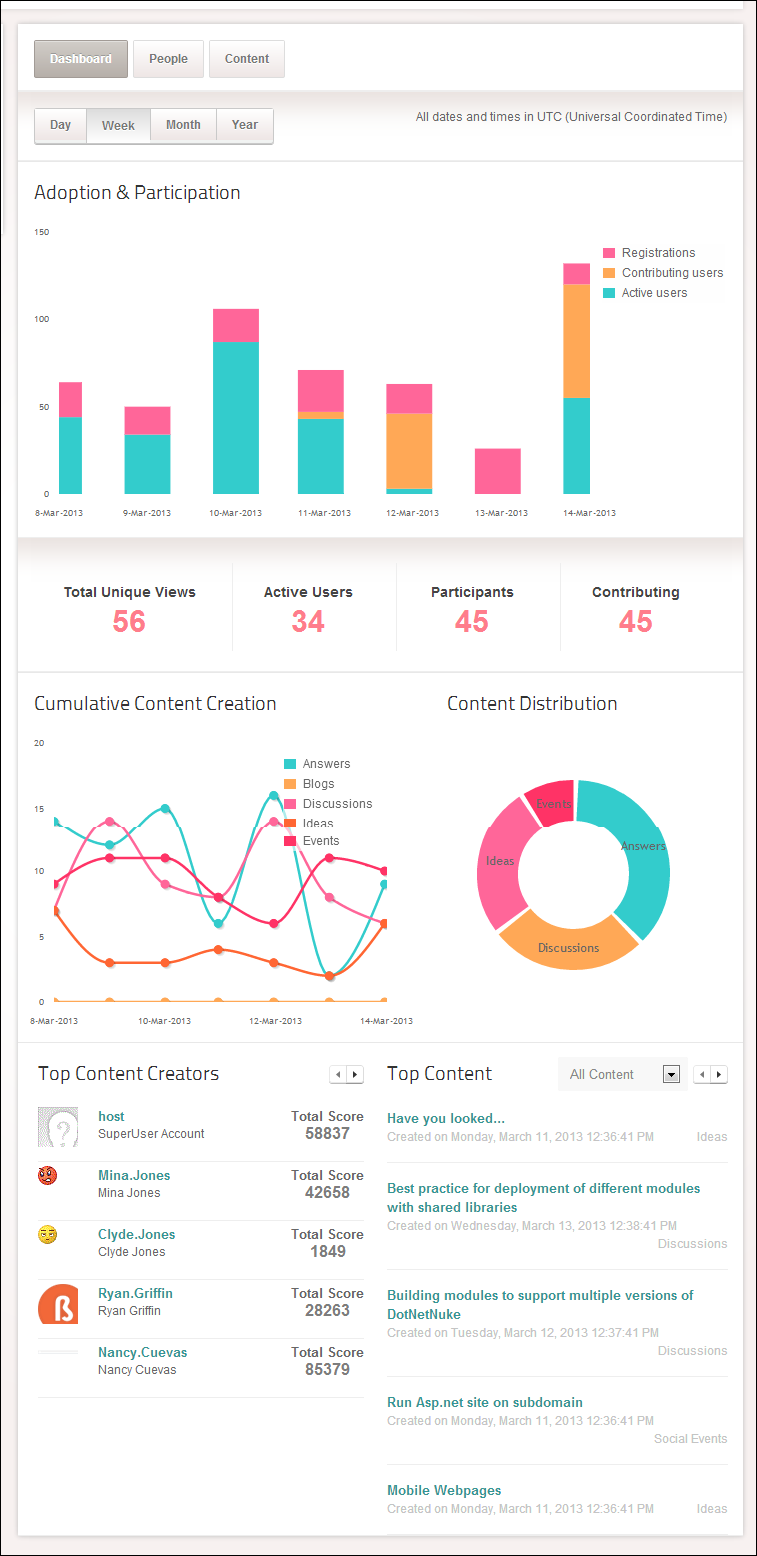 Dashboard People Content
Day Week Month Year
All dates and times in UTC (Universal Coordinated Time)
Adoption & Participation
150
100
50
0
Registrations
Contributing users
Active users
8-Mar-2013 9-Mar-2013 10-Mar-2013 11-Mar-2013 12-Mar-2013 13-Mar-2013 14-Mar-2013
Total Unique Views Active Users Participants Contributing
56 34 45 45
Cumulative Content Creation
20
15
10
5
0
Answers
Blogs
Discussions
Ideas
Events
8-Mar-2013 10-Mar-2013 12-Mar-2013 14-Mar-2013
Content Distribution
Events
Answers
Ideas
Discussions
Top Content Creators
host Total Score
SuperUser Account 58837
Mina.Jones Total Score
Mina Jones 42658
Clyde.Jones Total Score
Clyde Jones 1849
Ryan.Griffin Total Score
Ryan Griffin 28263
Nancy.Cuevas Total Score
Nancy Cuevas 85379
Top Content All Content
Have you looked...
Created on Monday, March 11, 2013 12:36:41 PM Ideas
Best practice for deployment of different modules
with shared libraries
Created on Wednesday, March 13, 2013 12:38:41 PM
Discussions
Building modules to support multiple versions of
DotNetNuke
Created on Tuesday, March 12, 2013 12:37:41 PM
Discussions
Run Asp.net site on subdomain
Created on Monday, March 11, 2013 12:36:41 PM
Social Events
Mobile Webpages
Created on Monday, March 11, 2013 12:36:41 PM Ideas